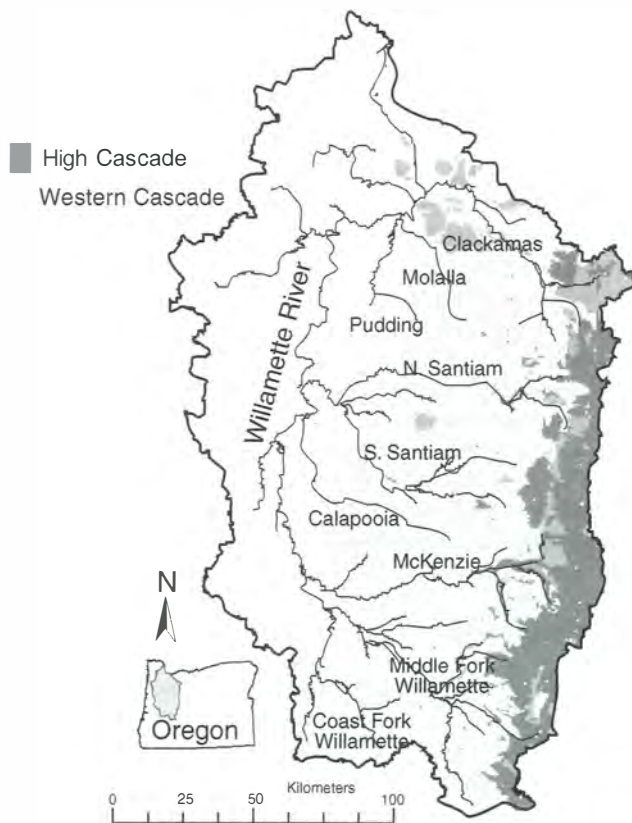 High Cascade
Western Cascade
Clackamas
Molalla
Pudding
Willamette River
N. Santiam
S. Santiam
Calapooia
McKenzie
N
Middle Fork
Willamette
Coast Fork
Willamette
Oregon
Kilometers
0 25 50 100